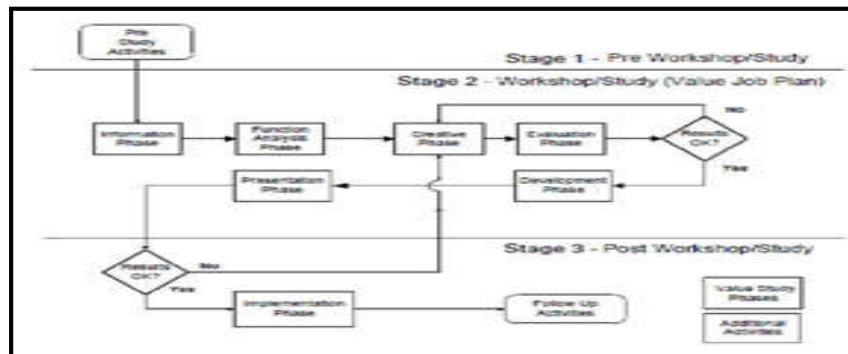 Pre
Study
Activities
Stage 1 - Pre Workshop/Study
Stage 2 - Workshop/Study (Value Job Plan)
No
Information
Phase
Function
Analysis
Phase
Creative
Phase
Evaluation
Phase
Results
OK?
Yes
Presentation
Phase
Development
Phase
Stage 3 - Post Workshop/Study
Results
OK?
No
Yes
Implementation
Phase
Follow Up
Activities
Value Study
Phases
Additional
Activities